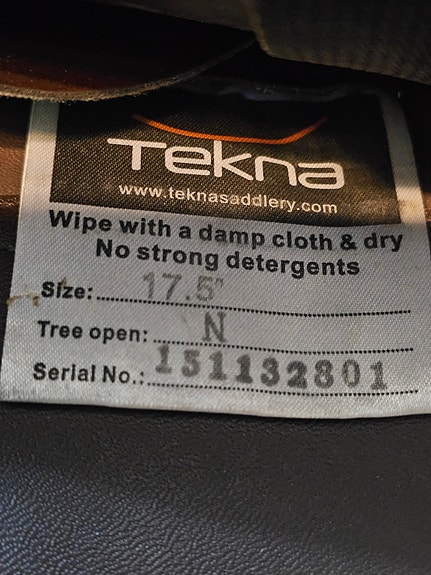 Tekna
www.teknasaddlery.com
Wipe with a damp cloth & dry
No strong detergents
Size: 17.5"
Tree open: N
Serial No.: 151132801